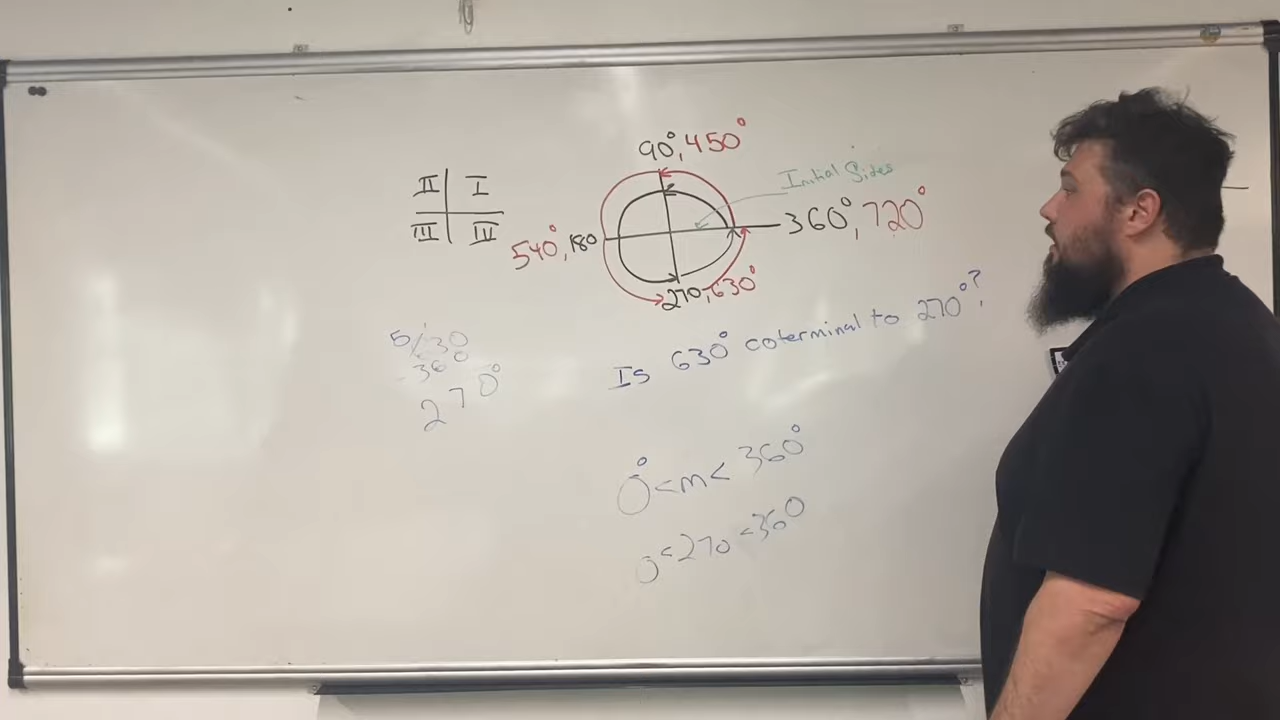 90°, 450°
Initial Sides
II I
III IV
360°, 720°
540°, 180
270, 630°
Is 630° coterminal to 270°?
5/30
-360
270°
0° < m < 360°
0 < 270 < 360